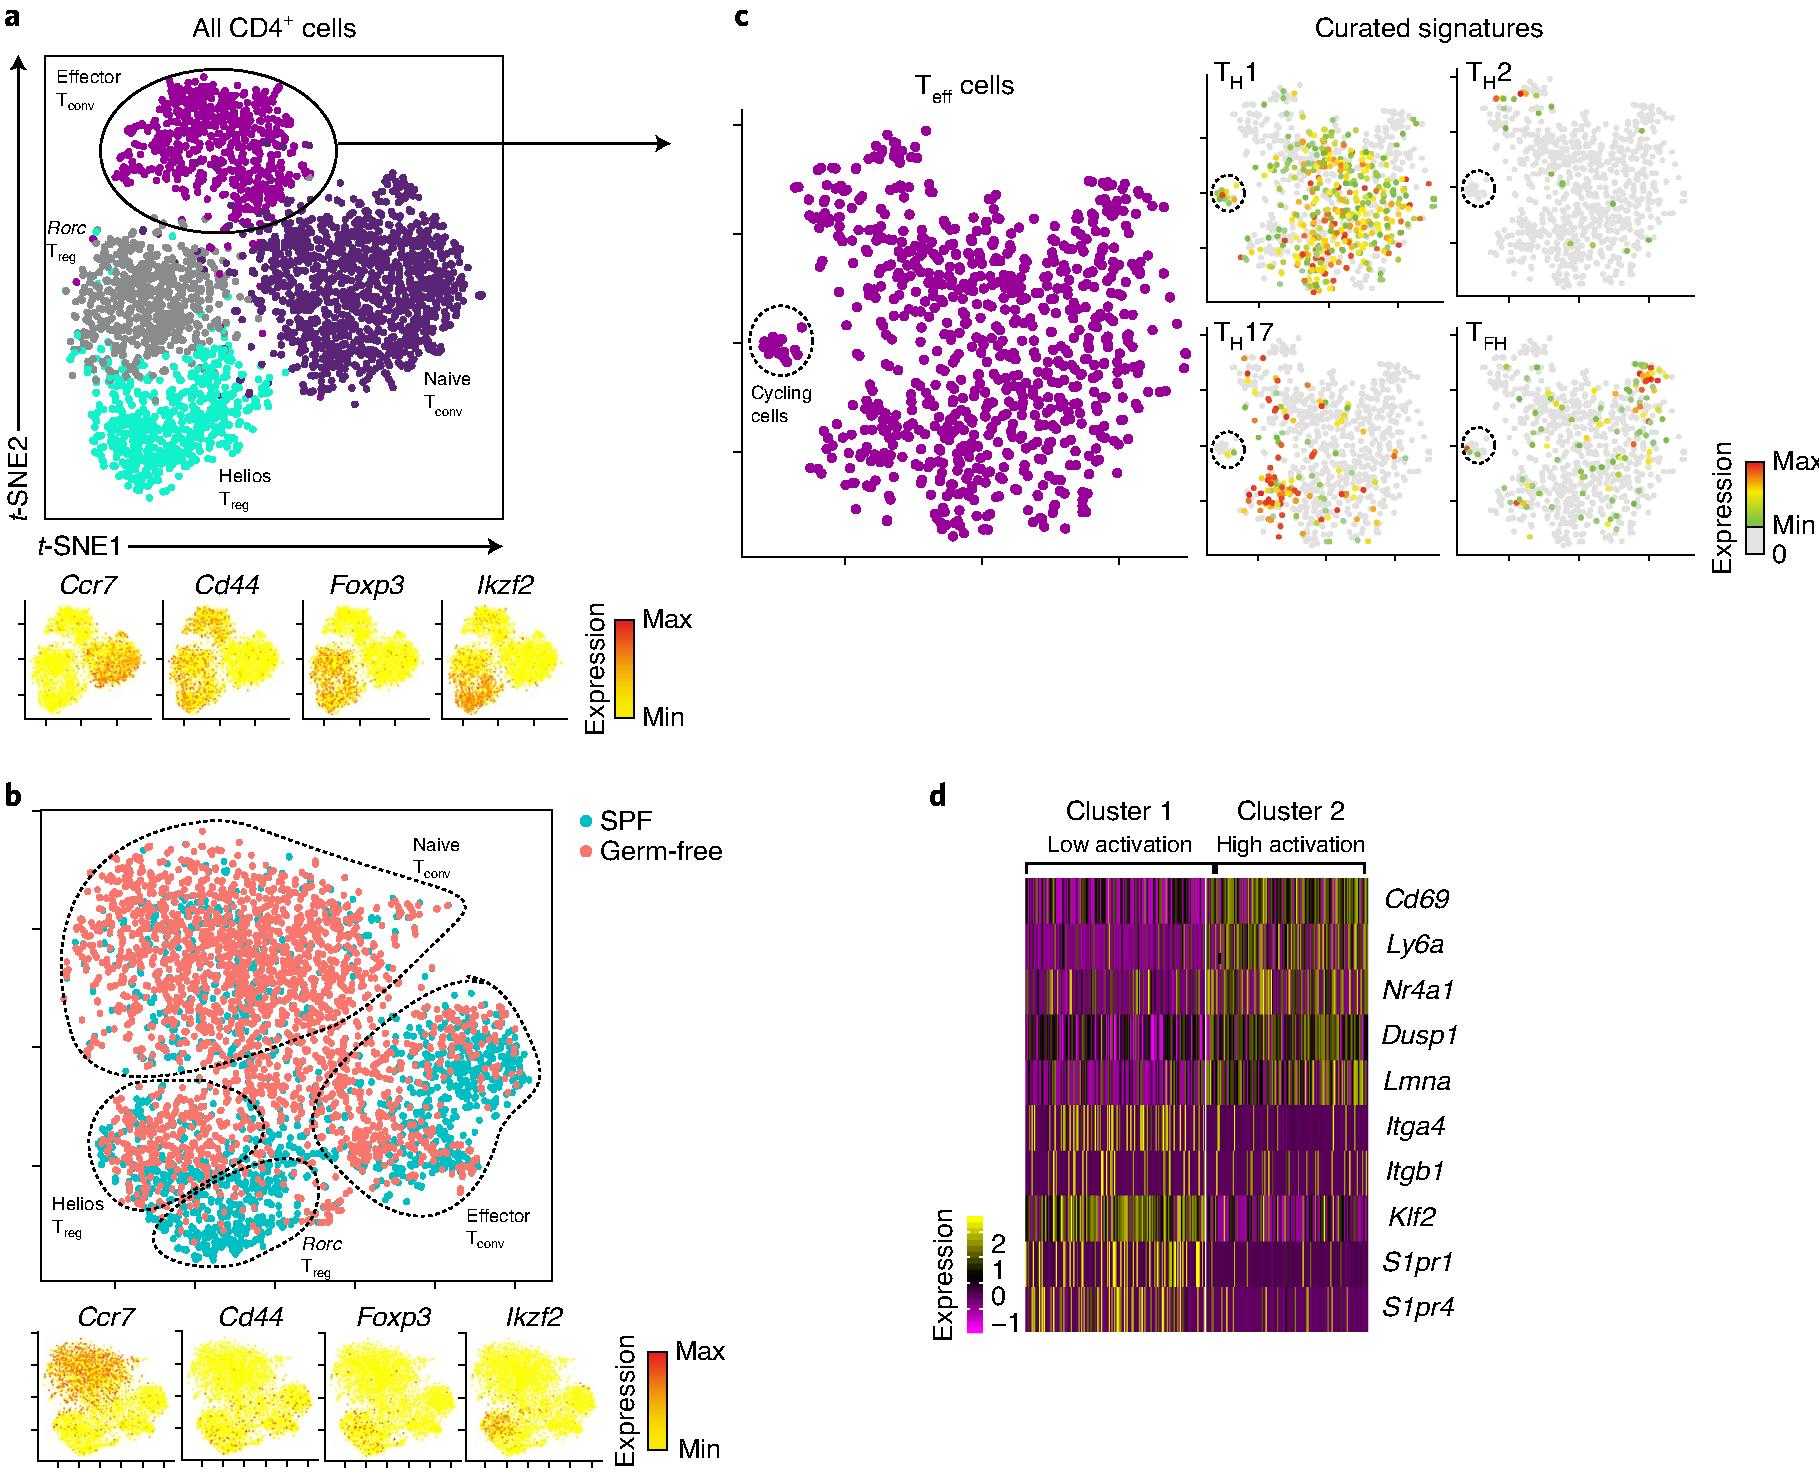 a
All CD4+ cells
Effector
Tconv
Rorc
Treg
Naive
Tconv
Helios
Treg
t-SNE2
t-SNE1
Ccr7
Cd44
Foxp3
Ikzf2
Expression
Max
Min
b
SPF
Germ-free
Naive
Tconv
Helios
Treg
Rorc
Treg
Effector
Tconv
Ccr7
Cd44
Foxp3
Ikzf2
Expression
Max
Min
c
Teff cells
Cycling
cells
Curated signatures
TH1
TH2
TH17
TFH
Expression
Max
Min
0
d
Cluster 1
Low activation
Cluster 2
High activation
Cd69
Ly6a
Nr4a1
Dusp1
Lmna
Itga4
Itgb1
Klf2
S1pr1
S1pr4
Expression
2
1
0
−1